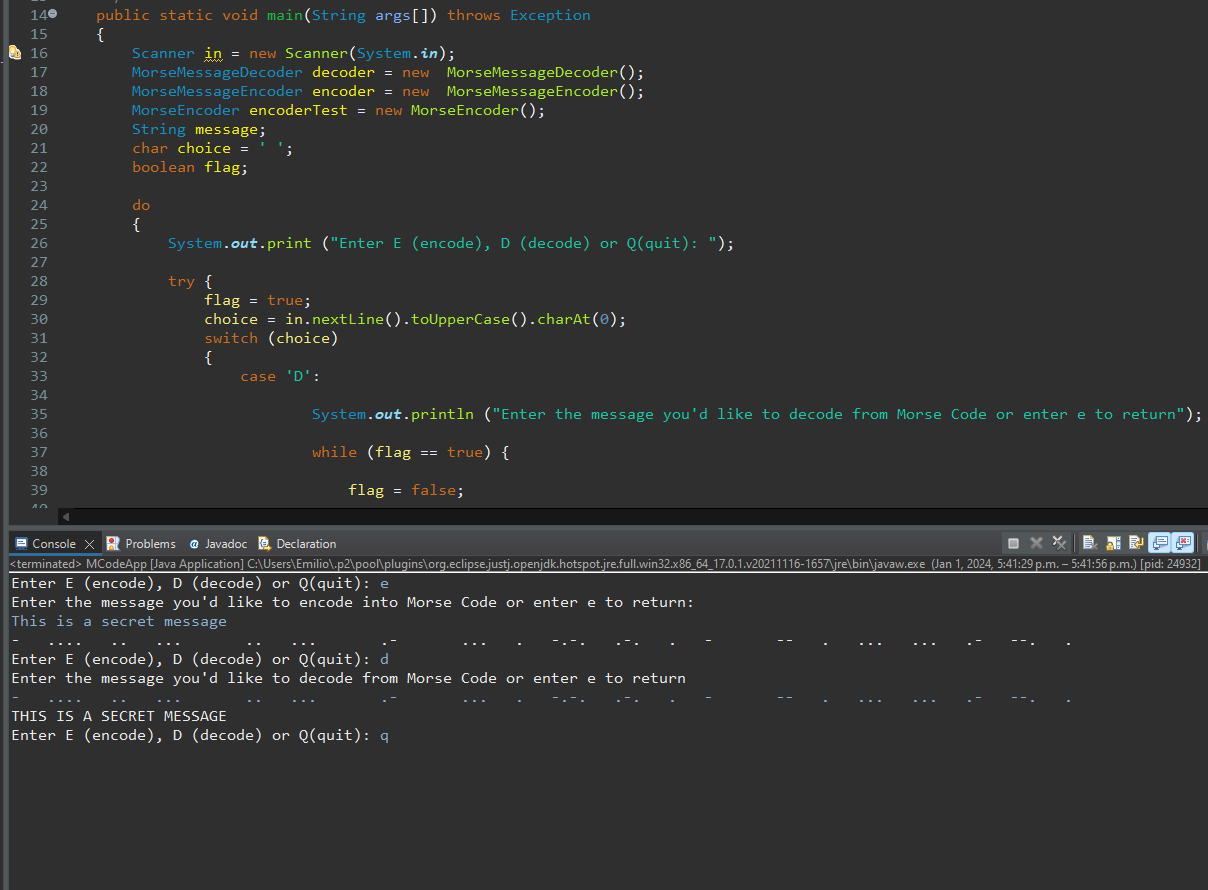 14 public static void main(String args[]) throws Exception
15 {
16 Scanner in = new Scanner(System.in);
17 MorseMessageDecoder decoder = new  MorseMessageDecoder();
18 MorseMessageEncoder encoder = new  MorseMessageEncoder();
19 MorseEncoder encoderTest = new MorseEncoder();
20 String message;
21 char choice = ' ';
22 boolean flag;
23
24 do
25 {
26 System.out.print ("Enter E (encode), D (decode) or Q(quit): ");
27
28 try {
29 flag = true;
30 choice = in.nextLine().toUpperCase().charAt(0);
31 switch (choice)
32 {
33 case 'D':
34
35 System.out.println ("Enter the message you'd like to decode from Morse Code or enter e to return");
36
37 while (flag == true) {
38
39 flag = false;
Console Problems @ Javadoc Declaration
<terminated> MCodeApp [Java Application] C:\Users\Emilio\.p2\pool\plugins\org.eclipse.justj.openjdk.hotspot.jre.full.win32.x86_64_17.0.1.v20211116-1657\jre\bin\javaw.exe (Jan 1, 2024, 5:41:29 p.m. – 5:41:56 p.m.) [pid: 24932]
Enter E (encode), D (decode) or Q(quit): e
Enter the message you'd like to encode into Morse Code or enter e to return:
This is a secret message
-   ....   ..   ...       ..   ...       .-       ...   .   -.-.   .-.   .   -       --   .   ...   ...   .-   --.   .
Enter E (encode), D (decode) or Q(quit): d
Enter the message you'd like to decode from Morse Code or enter e to return
-   ....   ..   ...       ..   ...       .-       ...   .   -.-.   .-.   .   -       --   .   ...   ...   .-   --.   .
THIS IS A SECRET MESSAGE
Enter E (encode), D (decode) or Q(quit): q